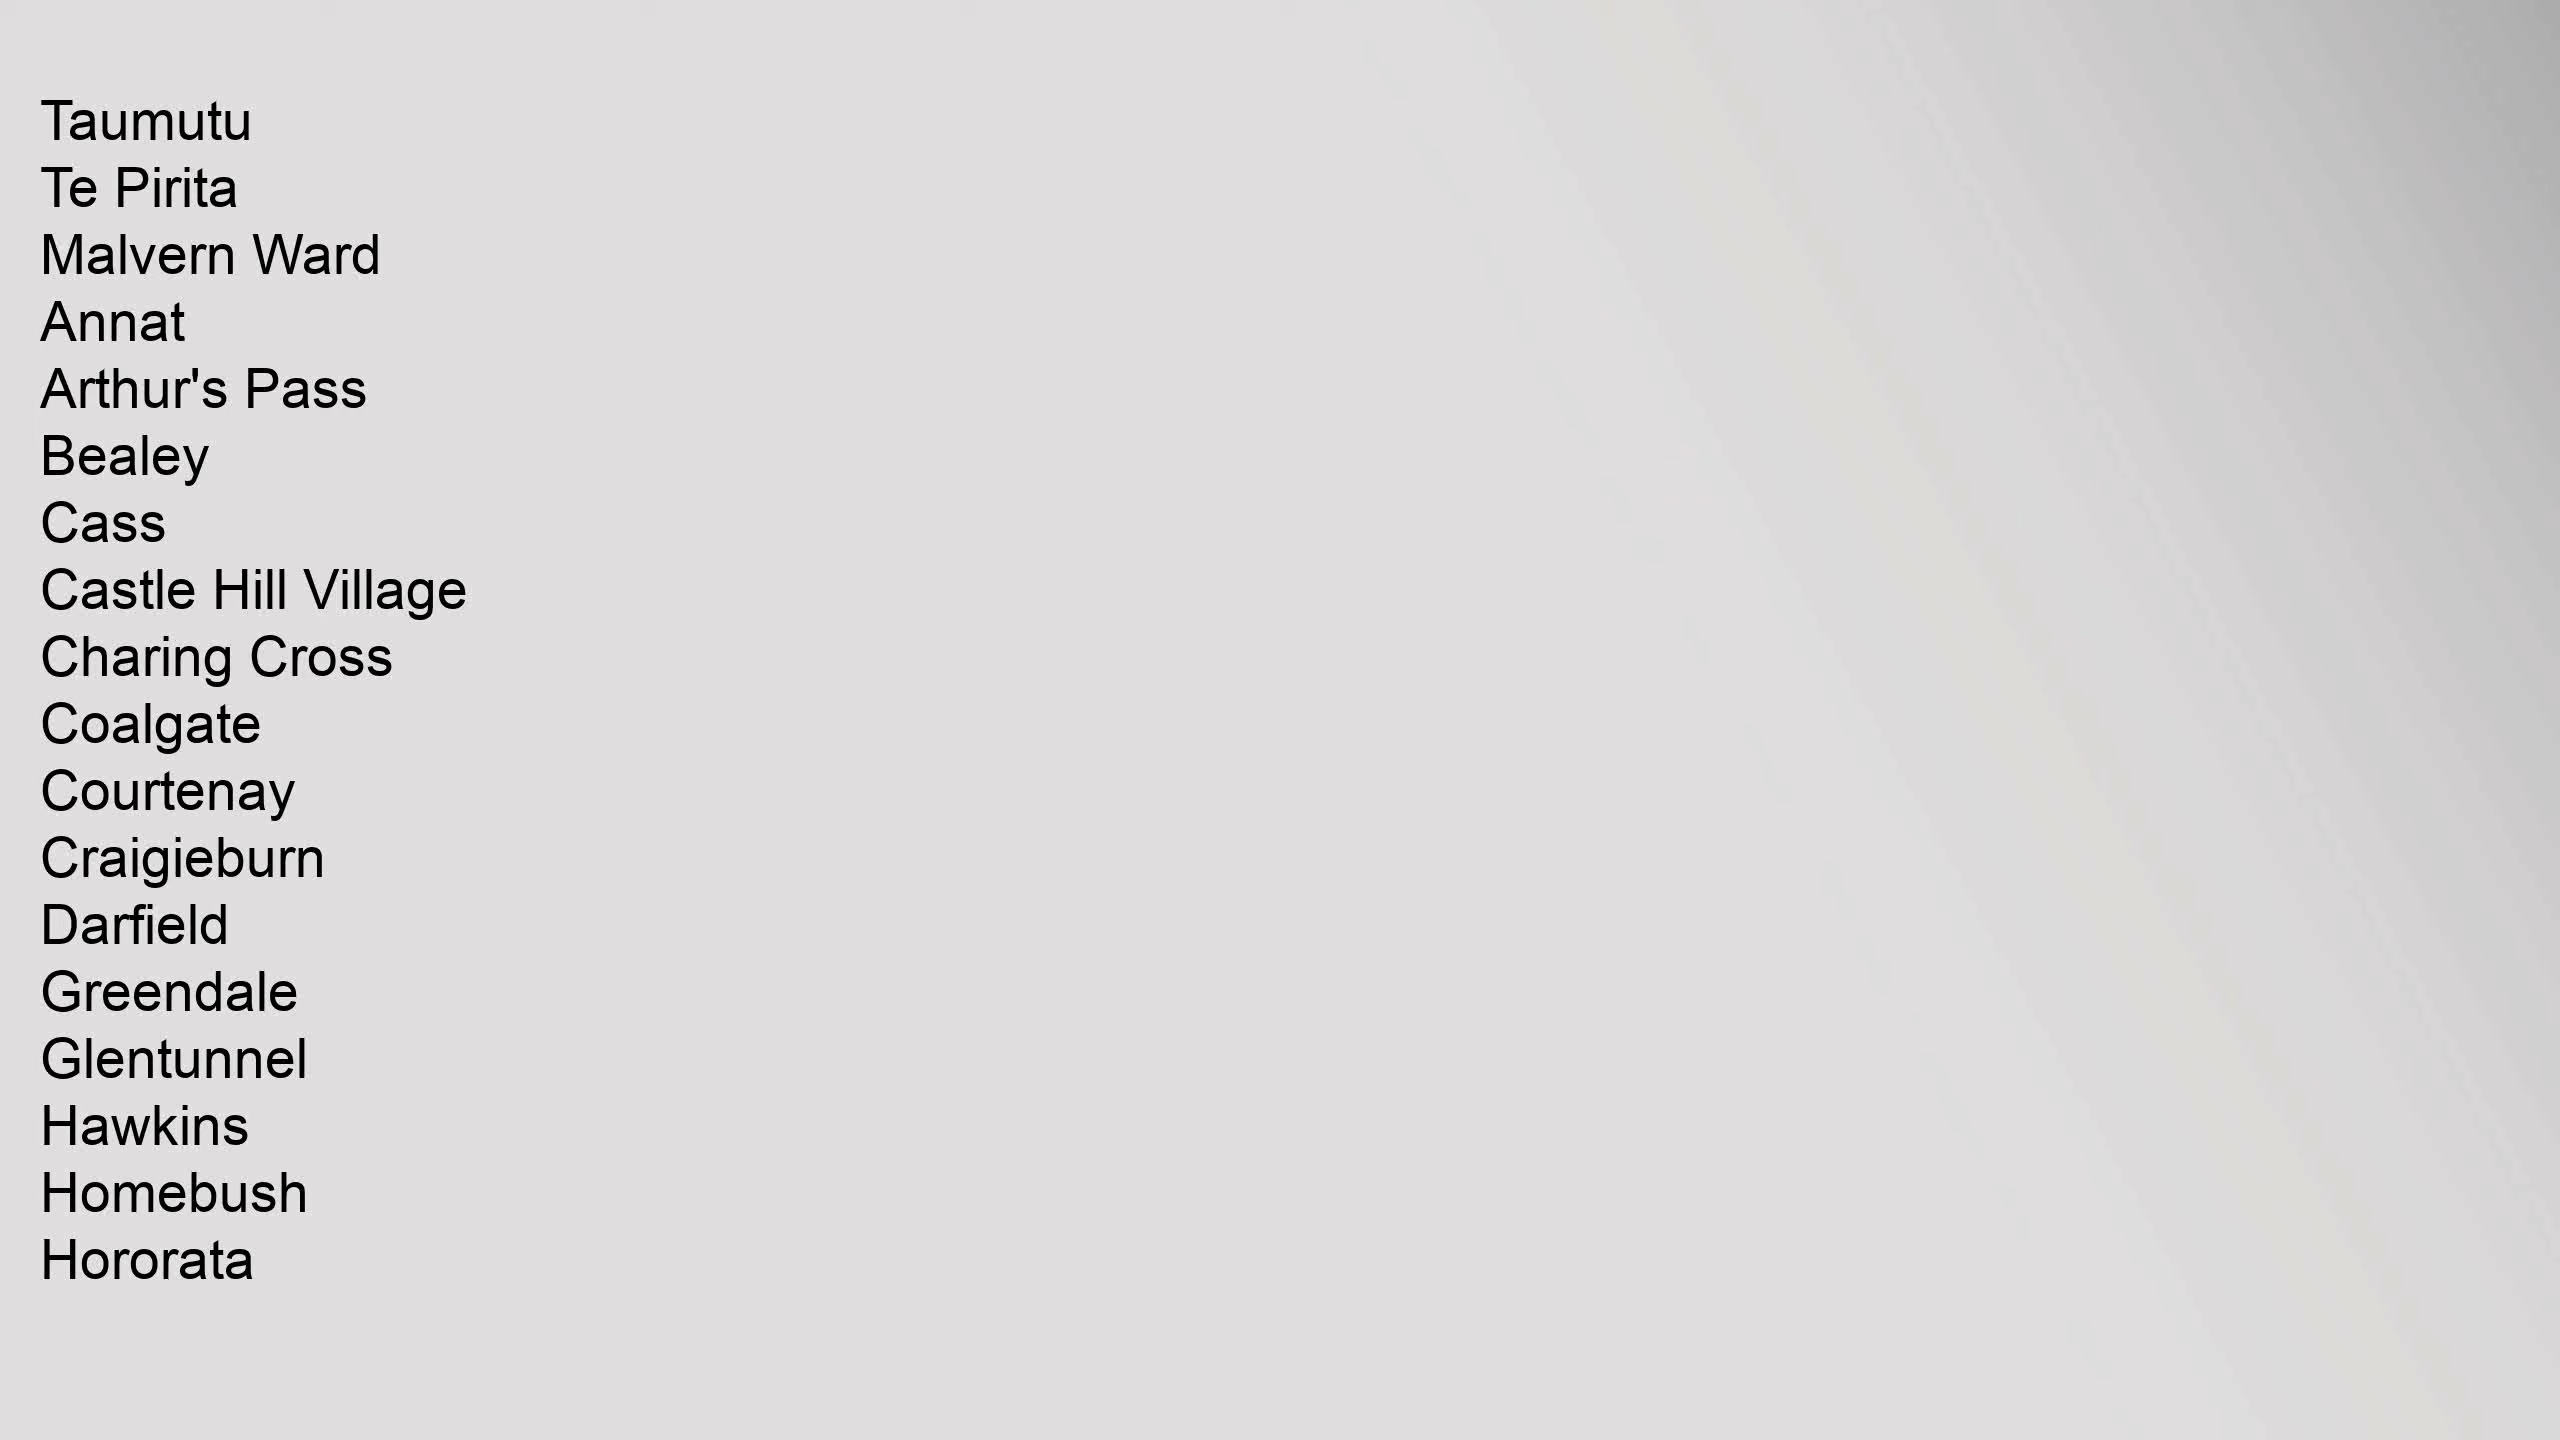 Taumutu
Te Pirita
Malvern Ward
Annat
Arthur's Pass
Bealey
Cass
Castle Hill Village
Charing Cross
Coalgate
Courtenay
Craigieburn
Darfield
Greendale
Glentunnel
Hawkins
Homebush
Hororata